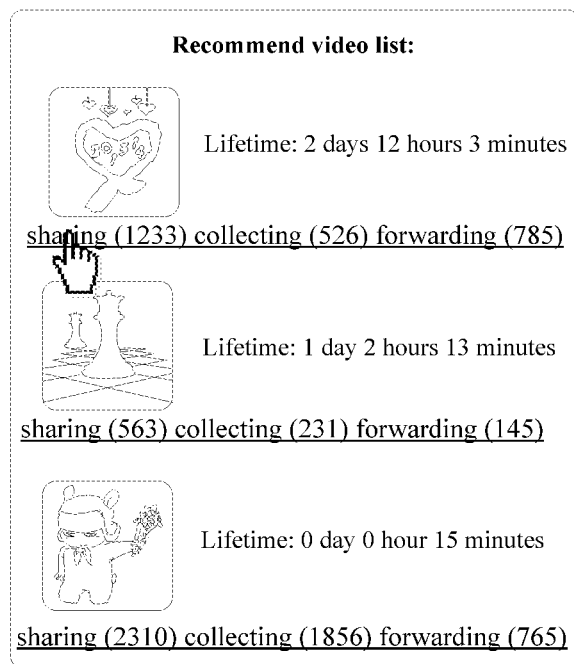 Recommend video list:
Lifetime: 2 days 12 hours 3 minutes
sharing (1233) collecting (526) forwarding (785)
Lifetime: 1 day 2 hours 13 minutes
sharing (563) collecting (231) forwarding (145)
Lifetime: 0 day 0 hour 15 minutes
sharing (2310) collecting (1856) forwarding (765)